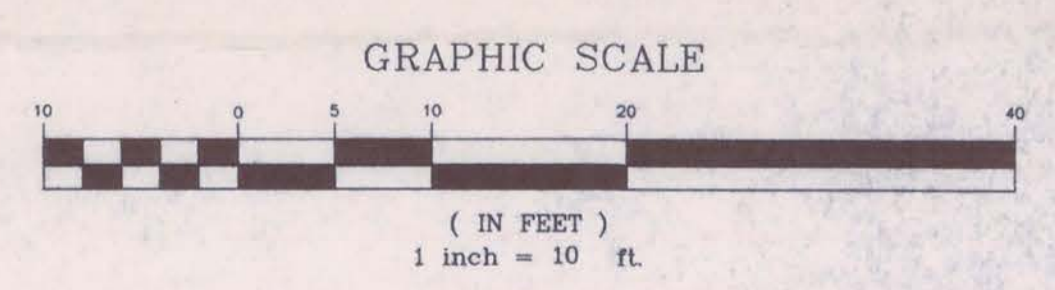 GRAPHIC SCALE
10 0 5 10 20 40
( IN FEET )
1 inch = 10 ft.